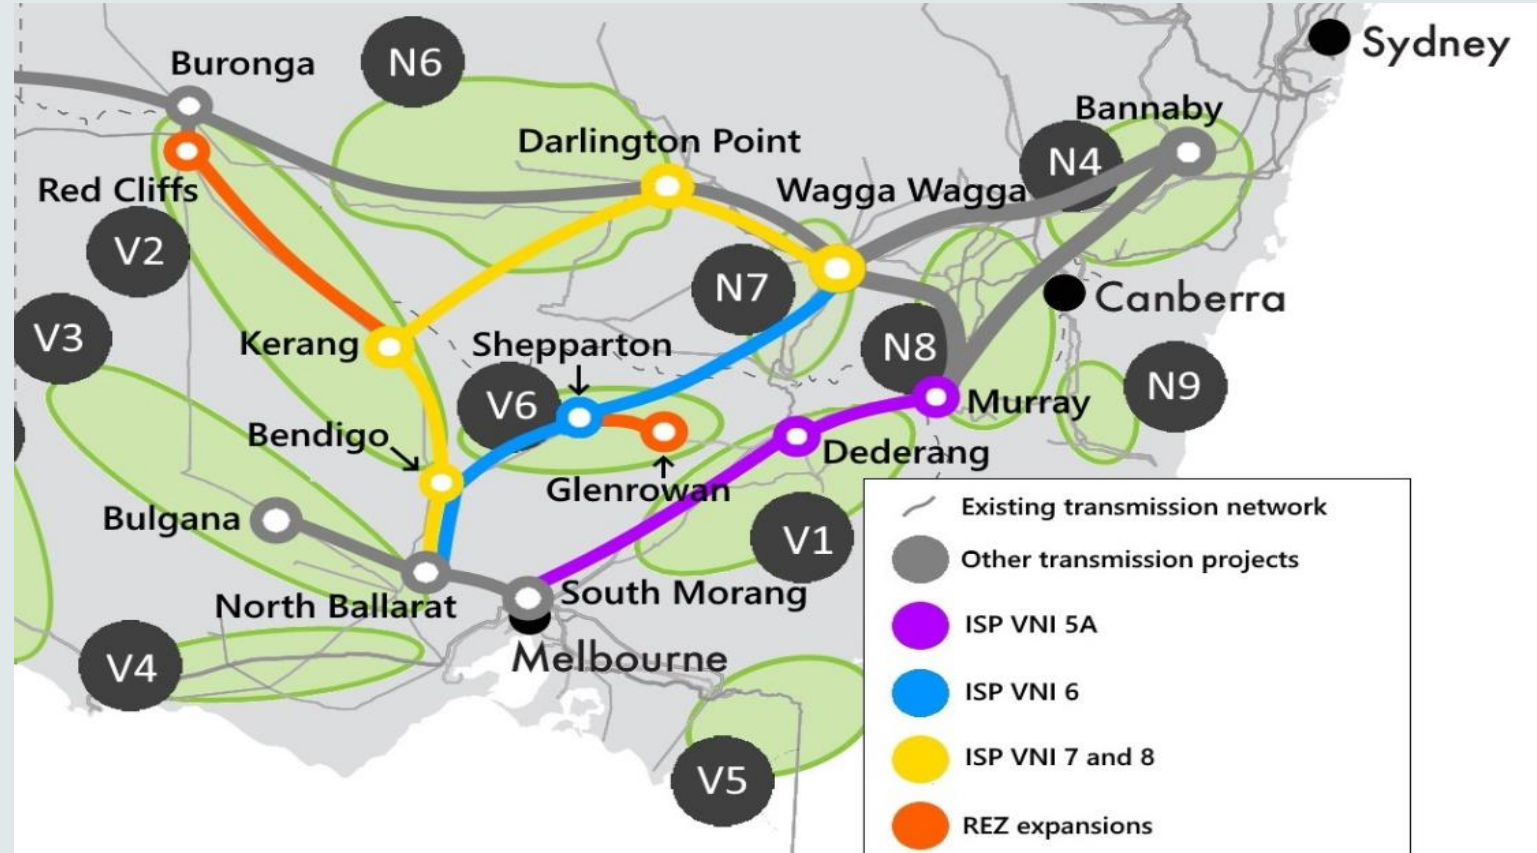 Sydney
Buronga
N6
Bannaby
Darlington Point
N4
Wagga Wagga
Red Cliffs
V2
N7
Canberra
V3
Kerang
Shepparton
N8
N9
V6
Murray
Bendigo
Dederang
Glenrowan
Bulgana
V1
North Ballarat
South Morang
Melbourne
V4
V5
Existing transmission network
Other transmission projects
ISP VNI 5A
ISP VNI 6
ISP VNI 7 and 8
REZ expansions